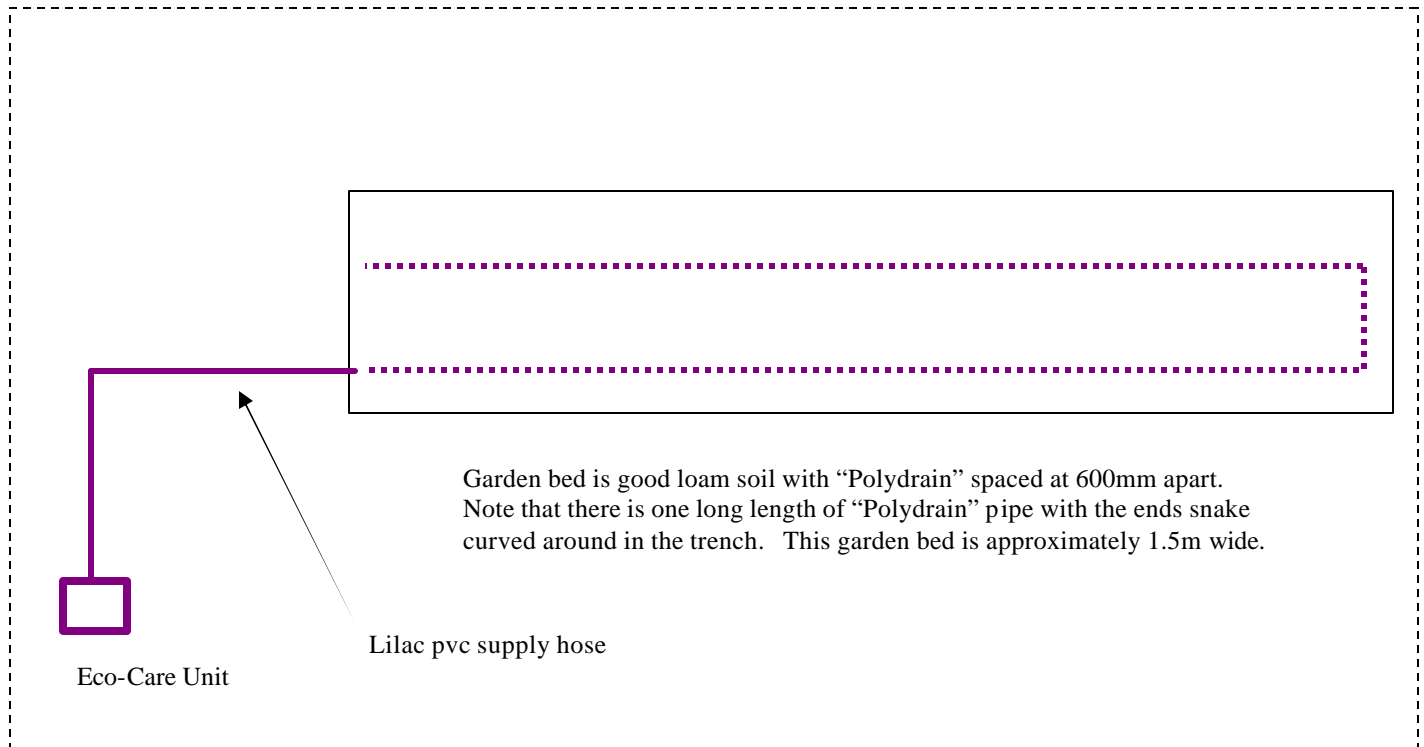 Garden bed is good loam soil with “Polydrain” spaced at 600mm apart.
Note that there is one long length of “Polydrain” pipe with the ends snake
curved around in the trench. This garden bed is approximately 1.5m wide.
Lilac pvc supply hose
Eco-Care Unit